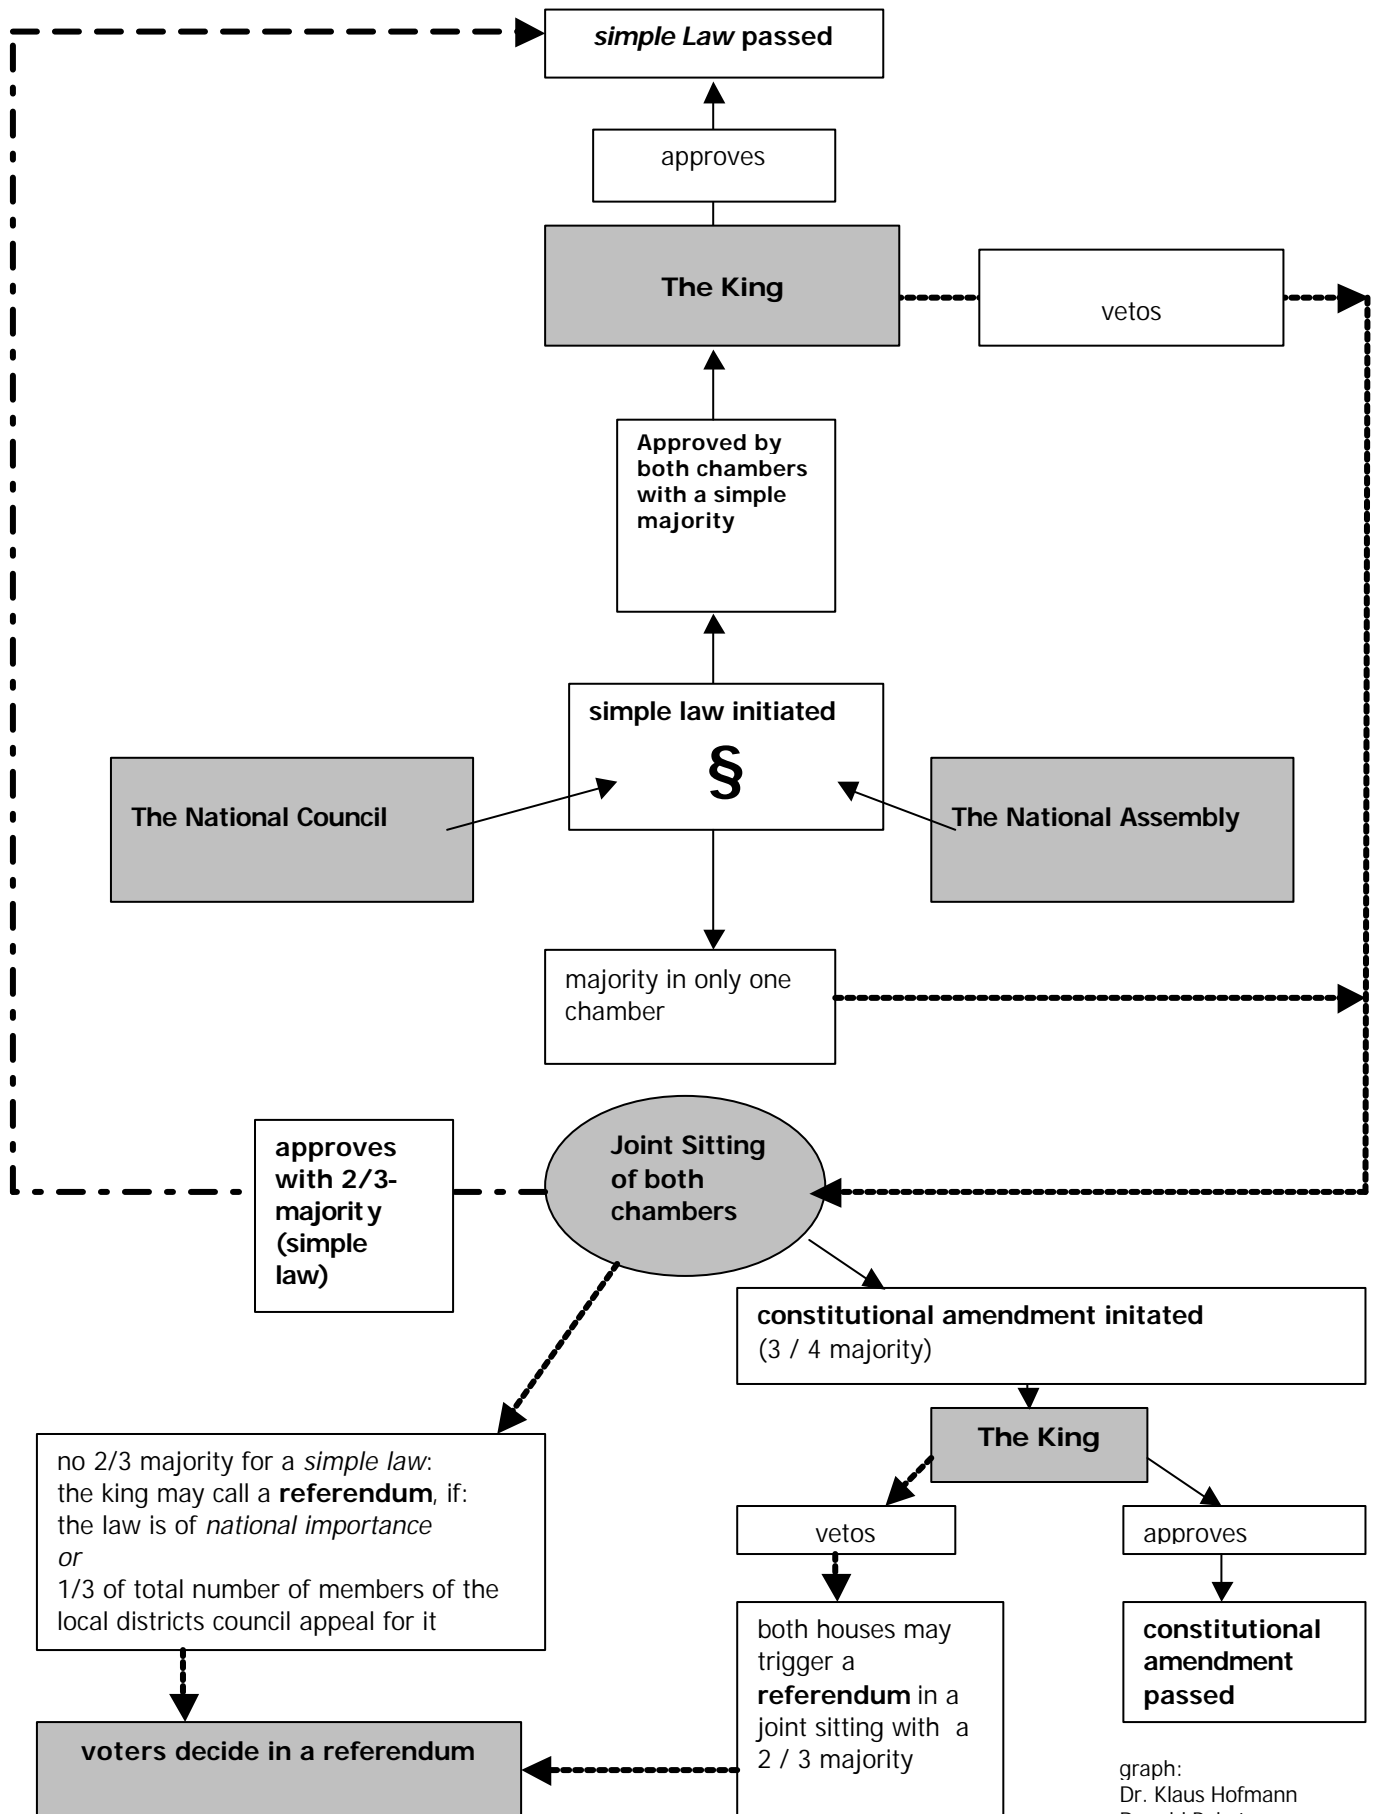 simple Law passed
approves
The King
vetos
Approved by
both chambers
with a simple
majority
simple law initiated
§
The National Council
The National Assembly
majority in only one
chamber
approves
with 2/3-
majority
(simple
law)
Joint Sitting
of both
chambers
constitutional amendment initated
(3 / 4 majority)
The King
no 2/3 majority for a simple law:
the king may call a referendum, if:
the law is of national importance
or
1/3 of total number of members of the
local districts council appeal for it
vetos
approves
both houses may
trigger a
referendum in a
joint sitting with a
2 / 3 majority
constitutional
amendment
passed
voters decide in a referendum
graph:
Dr. Klaus Hofmann